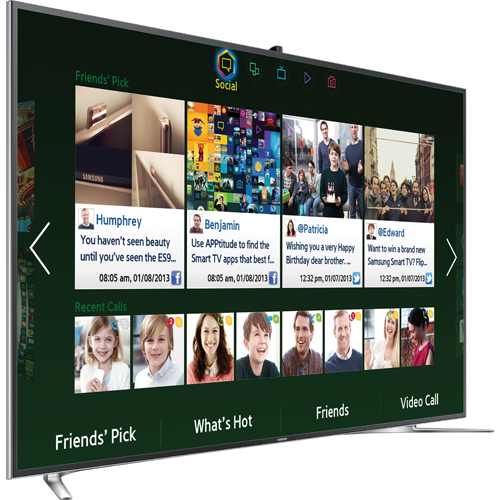 Social
Friends' Pick
SAMSUNG
Humphrey
You haven't seen beauty
until you've seen the ES9...
08:05 am, 01/08/2013
Benjamin
Use APPtitude to find the
Smart TV apps that best f...
08:05 am, 01/08/2013
@Patricia
Wishing you a very Happy
Birthday dear brother. ...
12:32 pm, 01/07/2013
@Edward
Want to win a brand new
Samsung Smart TV? Flip...
12:32 pm, 01/07/2013
Recent Calls
Friends' Pick
What's Hot
Friends
Video Call